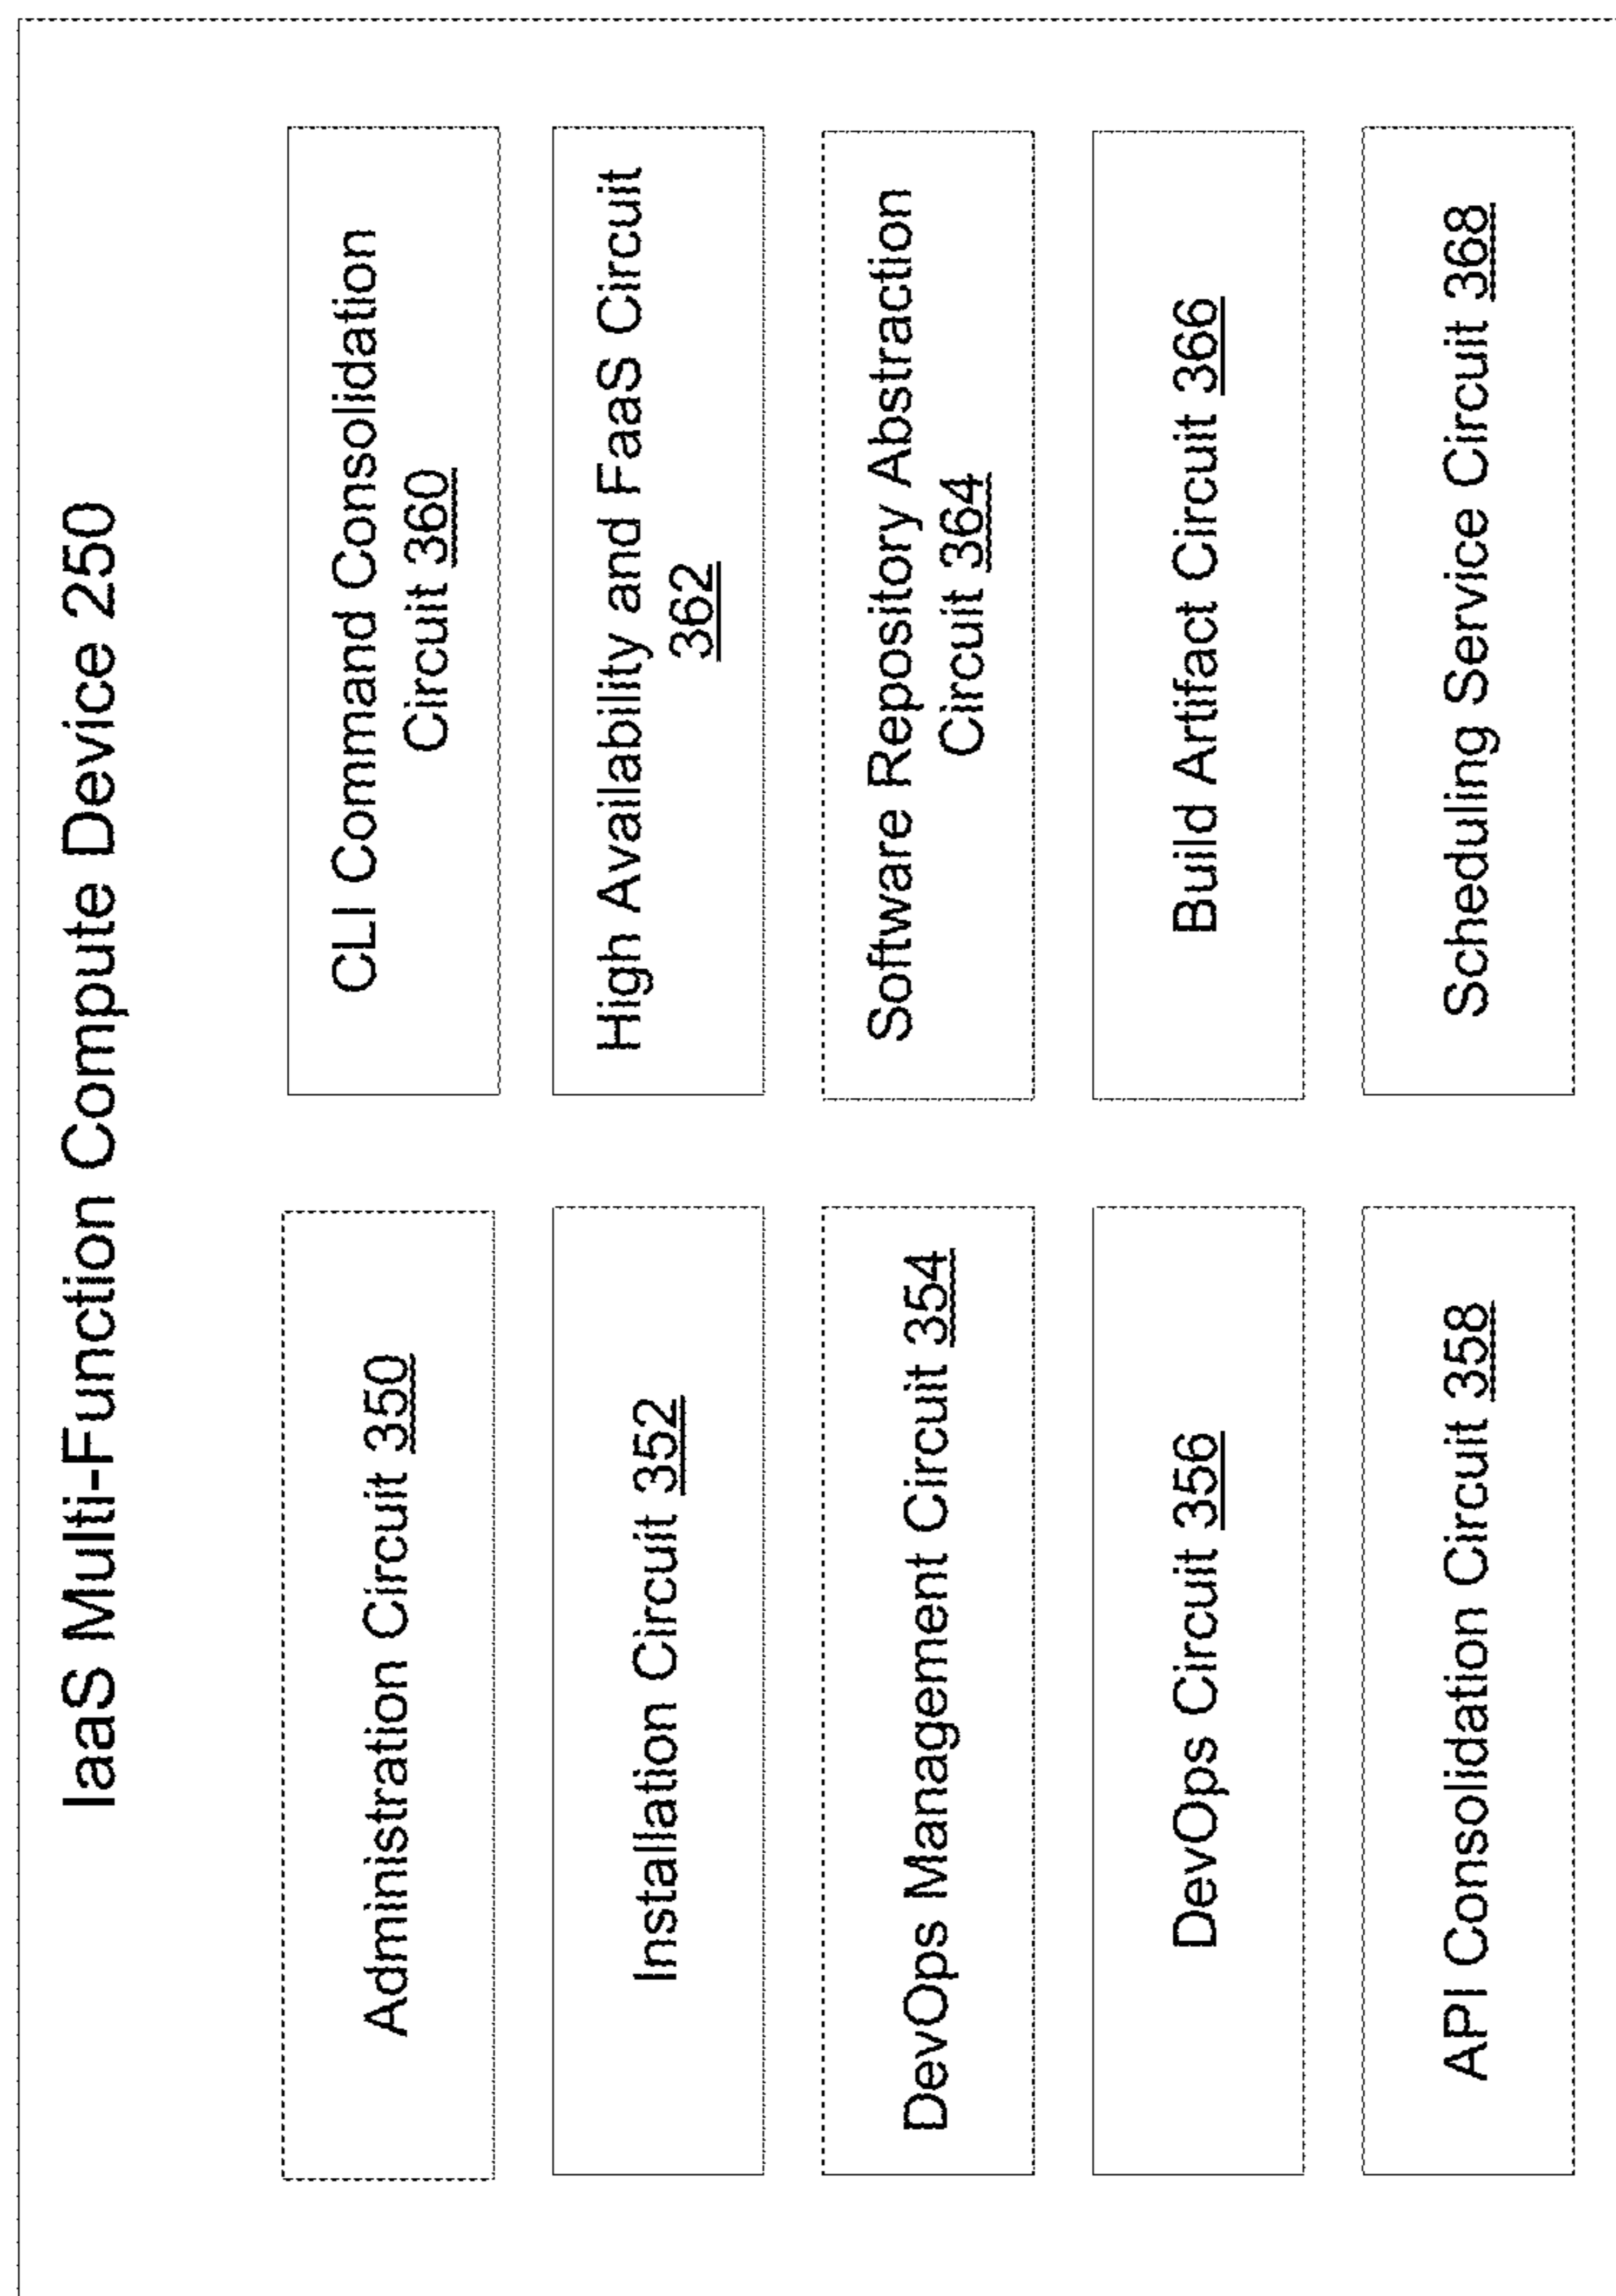 IaaS Multi-Function Compute Device 250
Administration Circuit 350
Installation Circuit 352
DevOps Management Circuit 354
DevOps Circuit 356
API Consolidation Circuit 358
CLI Command Consolidation
Circuit 360
High Availability and FaaS Circuit
362
Software Repository Abstraction
Circuit 364
Build Artifact Circuit 366
Scheduling Service Circuit 368